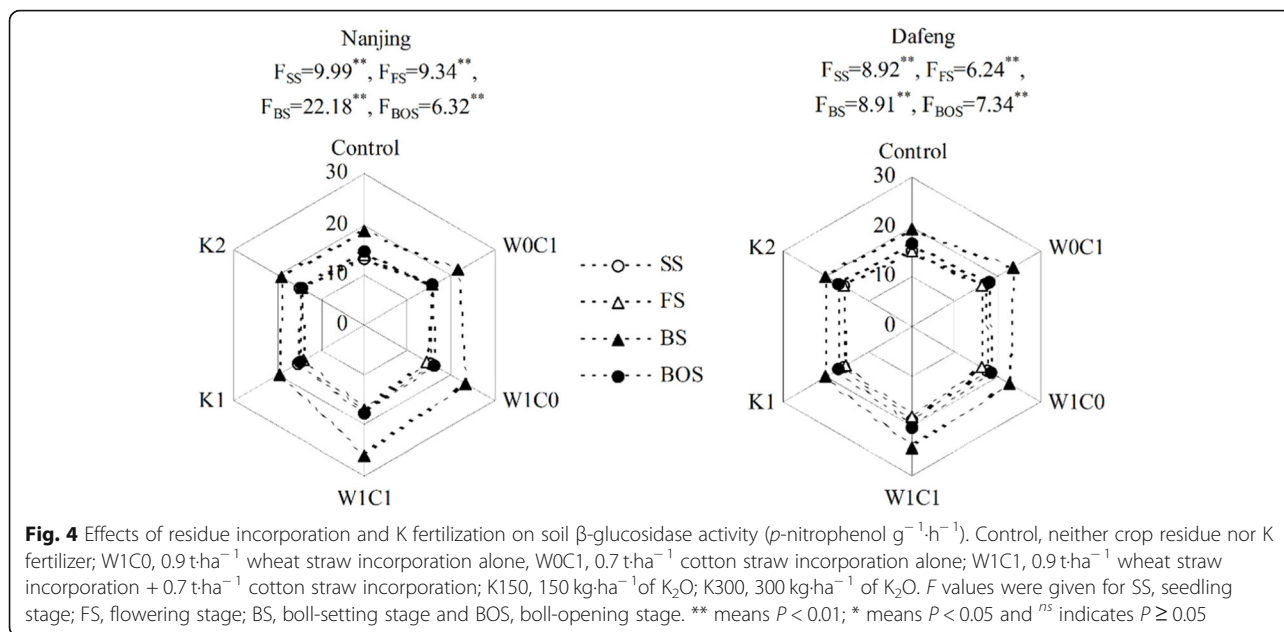 Nanjing
F_SS=9.99**, F_FS=9.34**,
F_BS=22.18**, F_BOS=6.32**
Control
30
20
10
0
K2
W0C1
K1
W1C0
W1C1
SS
FS
BS
BOS
Dafeng
F_SS=8.92**, F_FS=6.24**,
F_BS=8.91**, F_BOS=7.34**
Control
30
20
10
0
K2
W0C1
K1
W1C0
W1C1
Fig. 4 Effects of residue incorporation and K fertilization on soil β-glucosidase activity (p-nitrophenol g⁻¹·h⁻¹). Control, neither crop residue nor K
fertilizer; W1C0, 0.9 t·ha⁻¹ wheat straw incorporation alone, W0C1, 0.7 t·ha⁻¹ cotton straw incorporation alone; W1C1, 0.9 t·ha⁻¹ wheat straw
incorporation + 0.7 t·ha⁻¹ cotton straw incorporation; K150, 150 kg·ha⁻¹of K₂O; K300, 300 kg·ha⁻¹ of K₂O. F values were given for SS, seedling
stage; FS, flowering stage; BS, boll-setting stage and BOS, boll-opening stage. ** means P < 0.01; * means P < 0.05 and ns indicates P ≥ 0.05